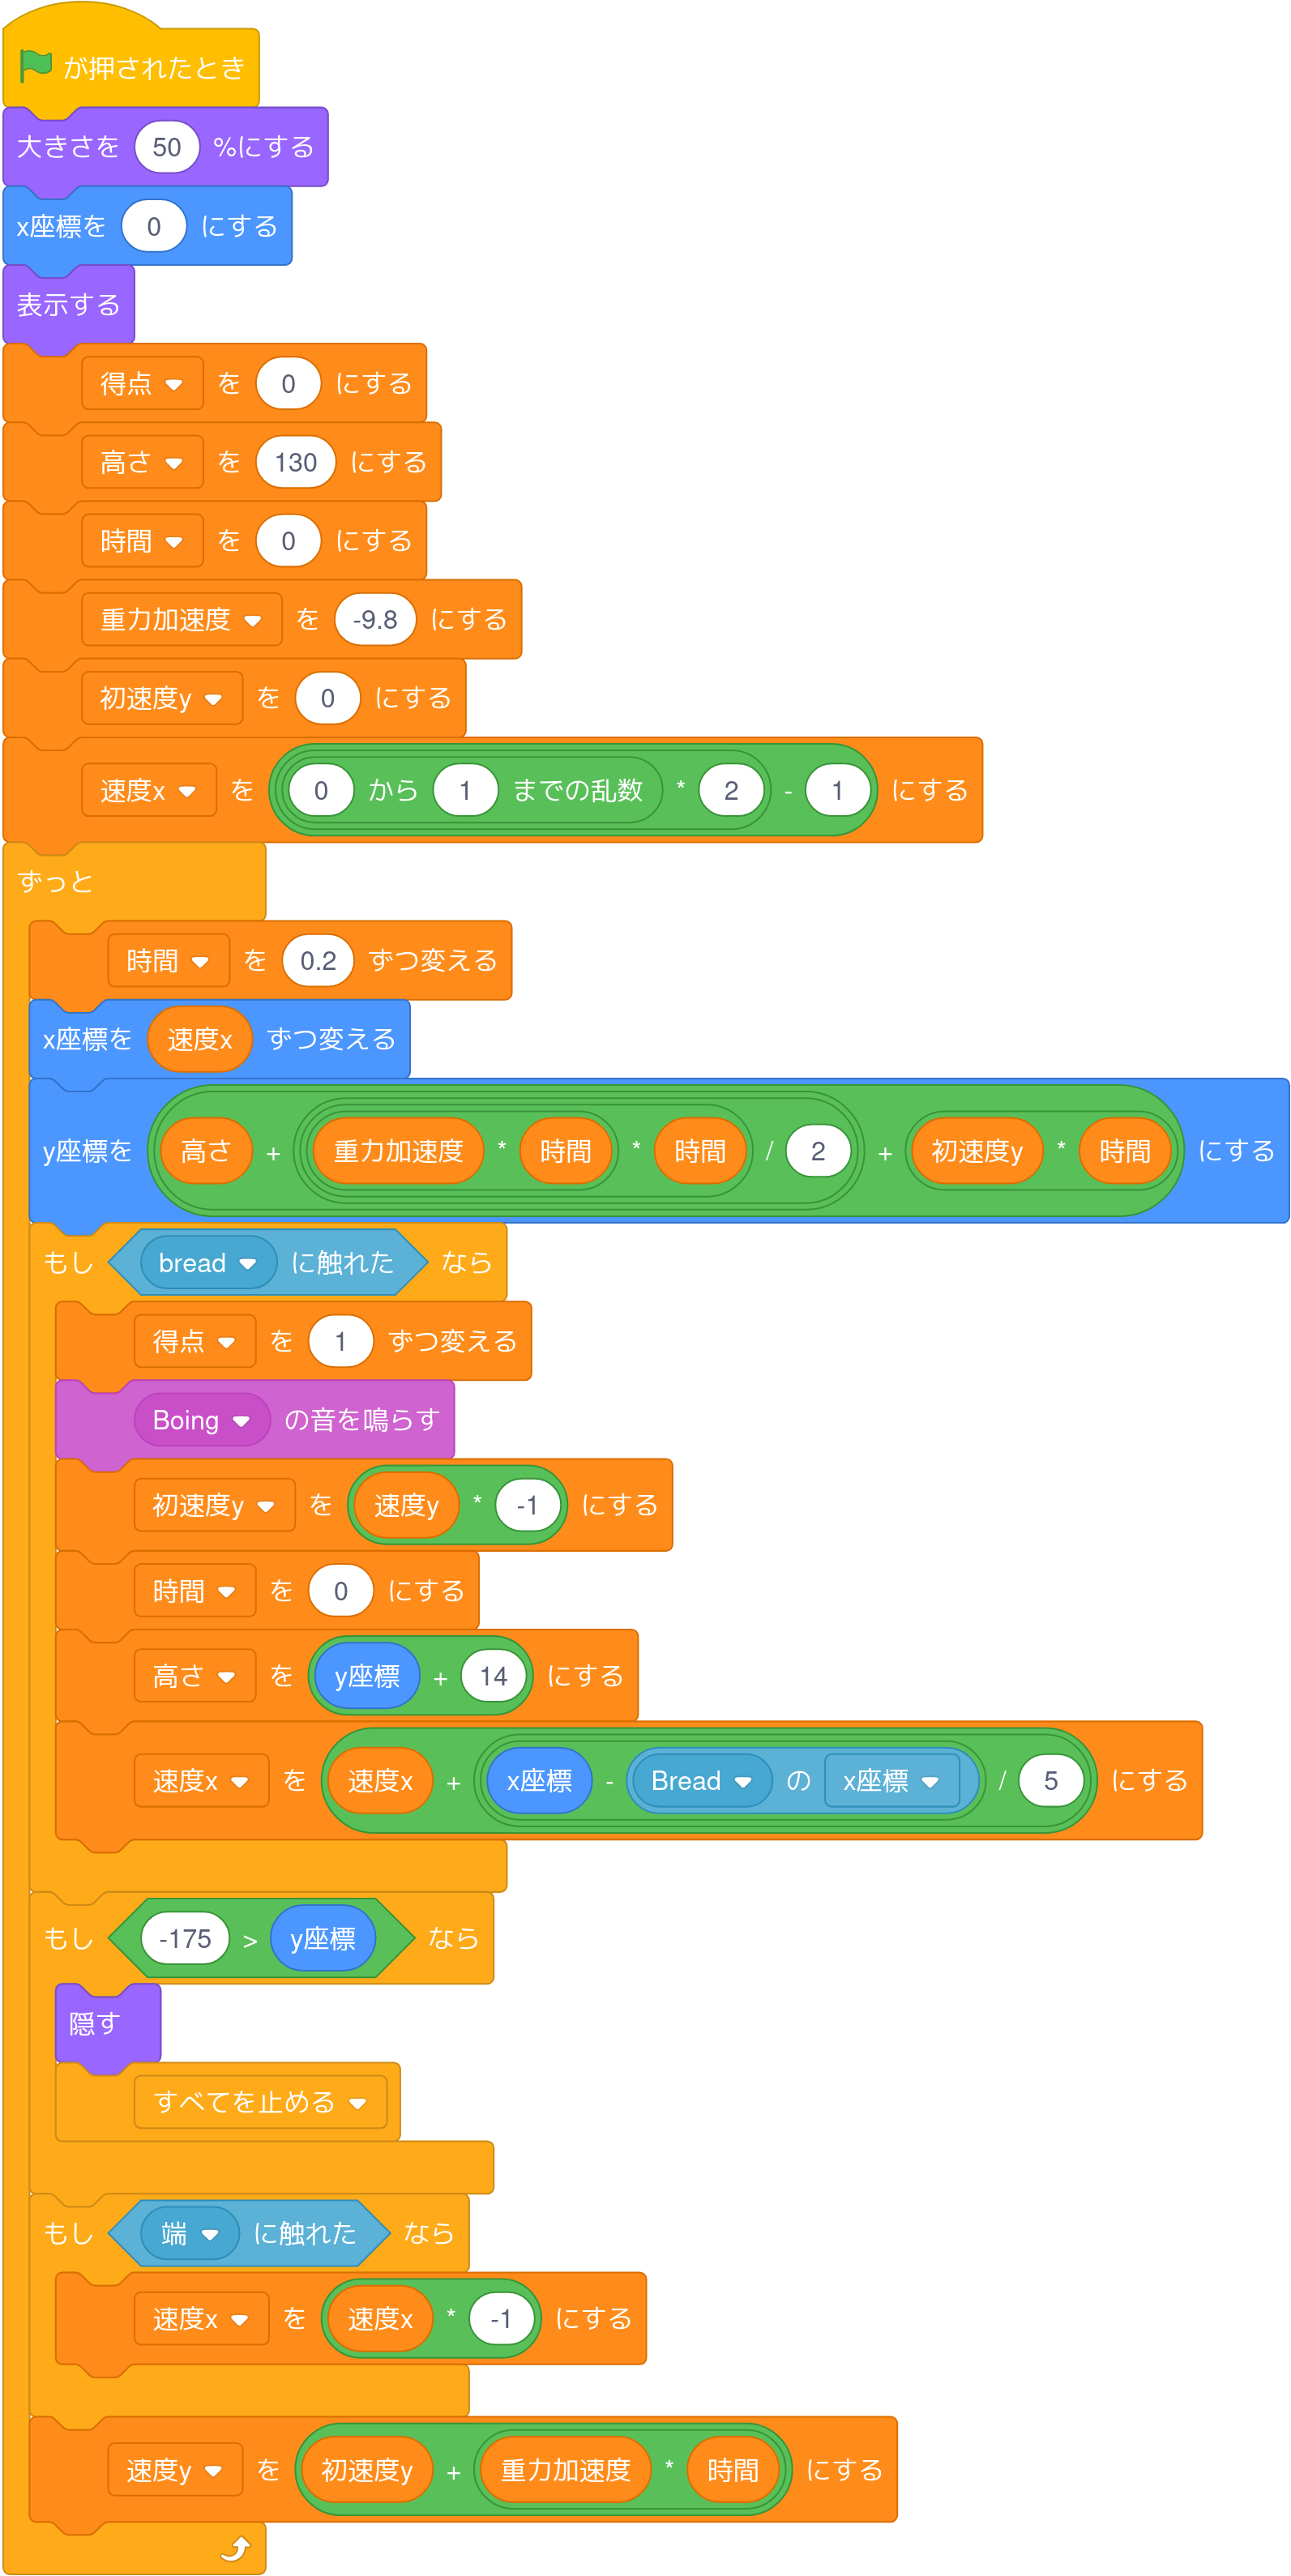 が押されたとき
大きさを 50 %にする
x座標を 0 にする
表示する
得点 を 0 にする
高さ を 130 にする
時間 を 0 にする
重力加速度 を -9.8 にする
初速度y を 0 にする
速度x を 0 から 1 までの乱数 * 2 - 1 にする
ずっと
時間 を 0.2 ずつ変える
x座標を 速度x ずつ変える
y座標を 高さ + 重力加速度 * 時間 * 時間 / 2 + 初速度y * 時間 にする
もし bread に触れた なら
得点 を 1 ずつ変える
Boing の音を鳴らす
初速度y を 速度y * -1 にする
時間 を 0 にする
高さ を y座標 + 14 にする
速度x を 速度x + x座標 - Bread の x座標 / 5 にする
もし -175 > y座標 なら
隠す
すべてを止める
もし 端 に触れた なら
速度x を 速度x * -1 にする
速度y を 初速度y + 重力加速度 * 時間 にする